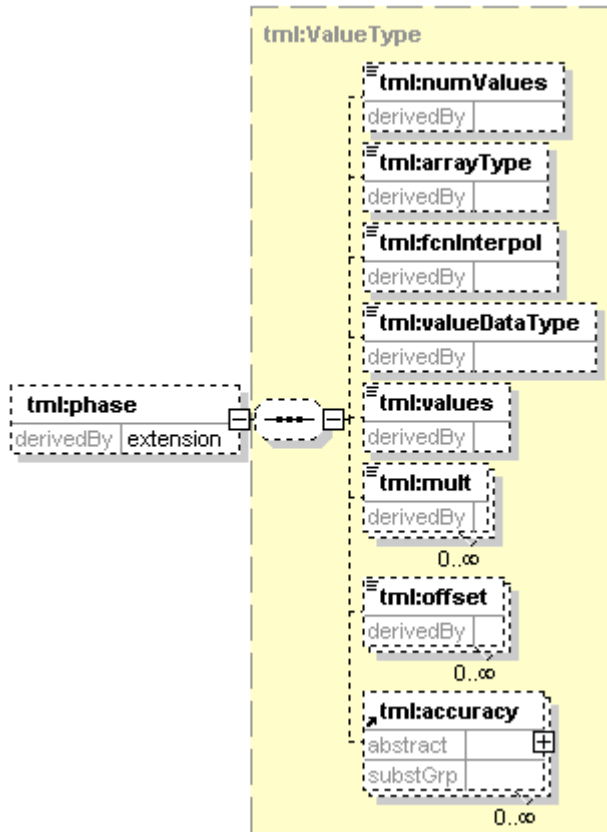 tml:ValueType
tml:numValues
derivedBy
tml:arrayType
derivedBy
tml:fcnInterpol
derivedBy
tml:valueDataType
derivedBy
tml:phase
derivedBy extension
tml:values
derivedBy
tml:mult
derivedBy
0..∞
tml:offset
derivedBy
0..∞
tml:accuracy
abstract
substGrp
0..∞